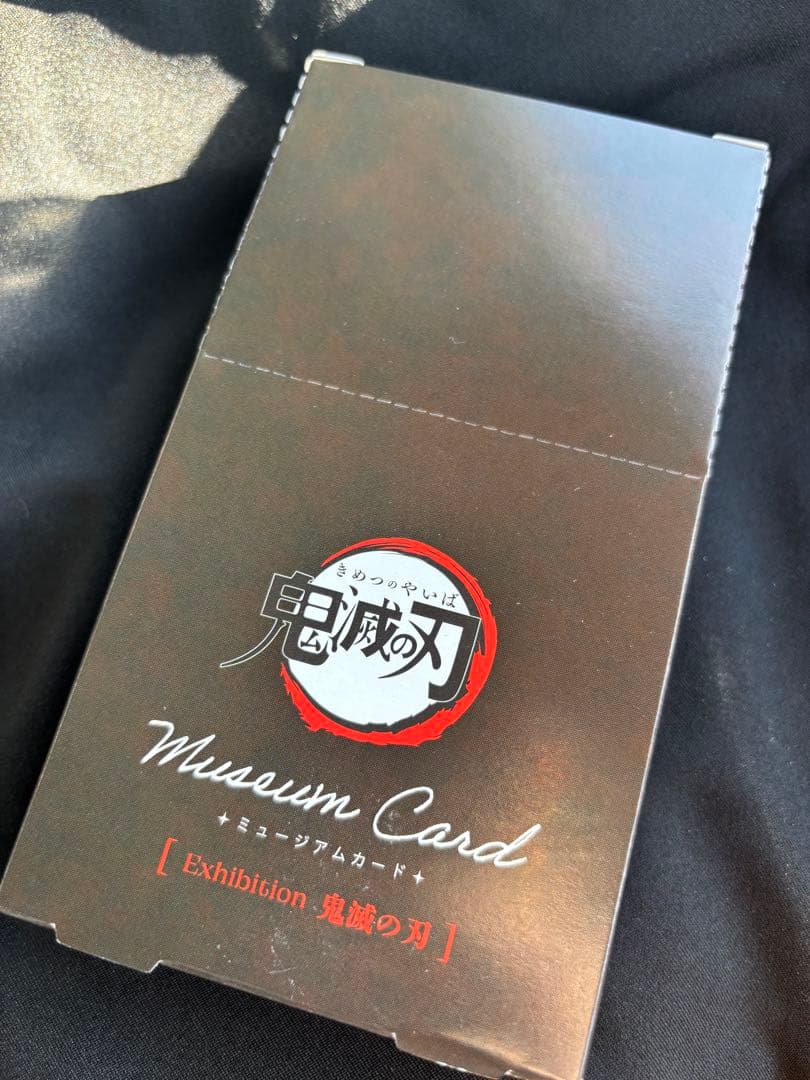 きめつのやいば
鬼滅の刃
Museum Card
✦ミュージアムカード✦
[ Exhibition 鬼滅の刃 ]